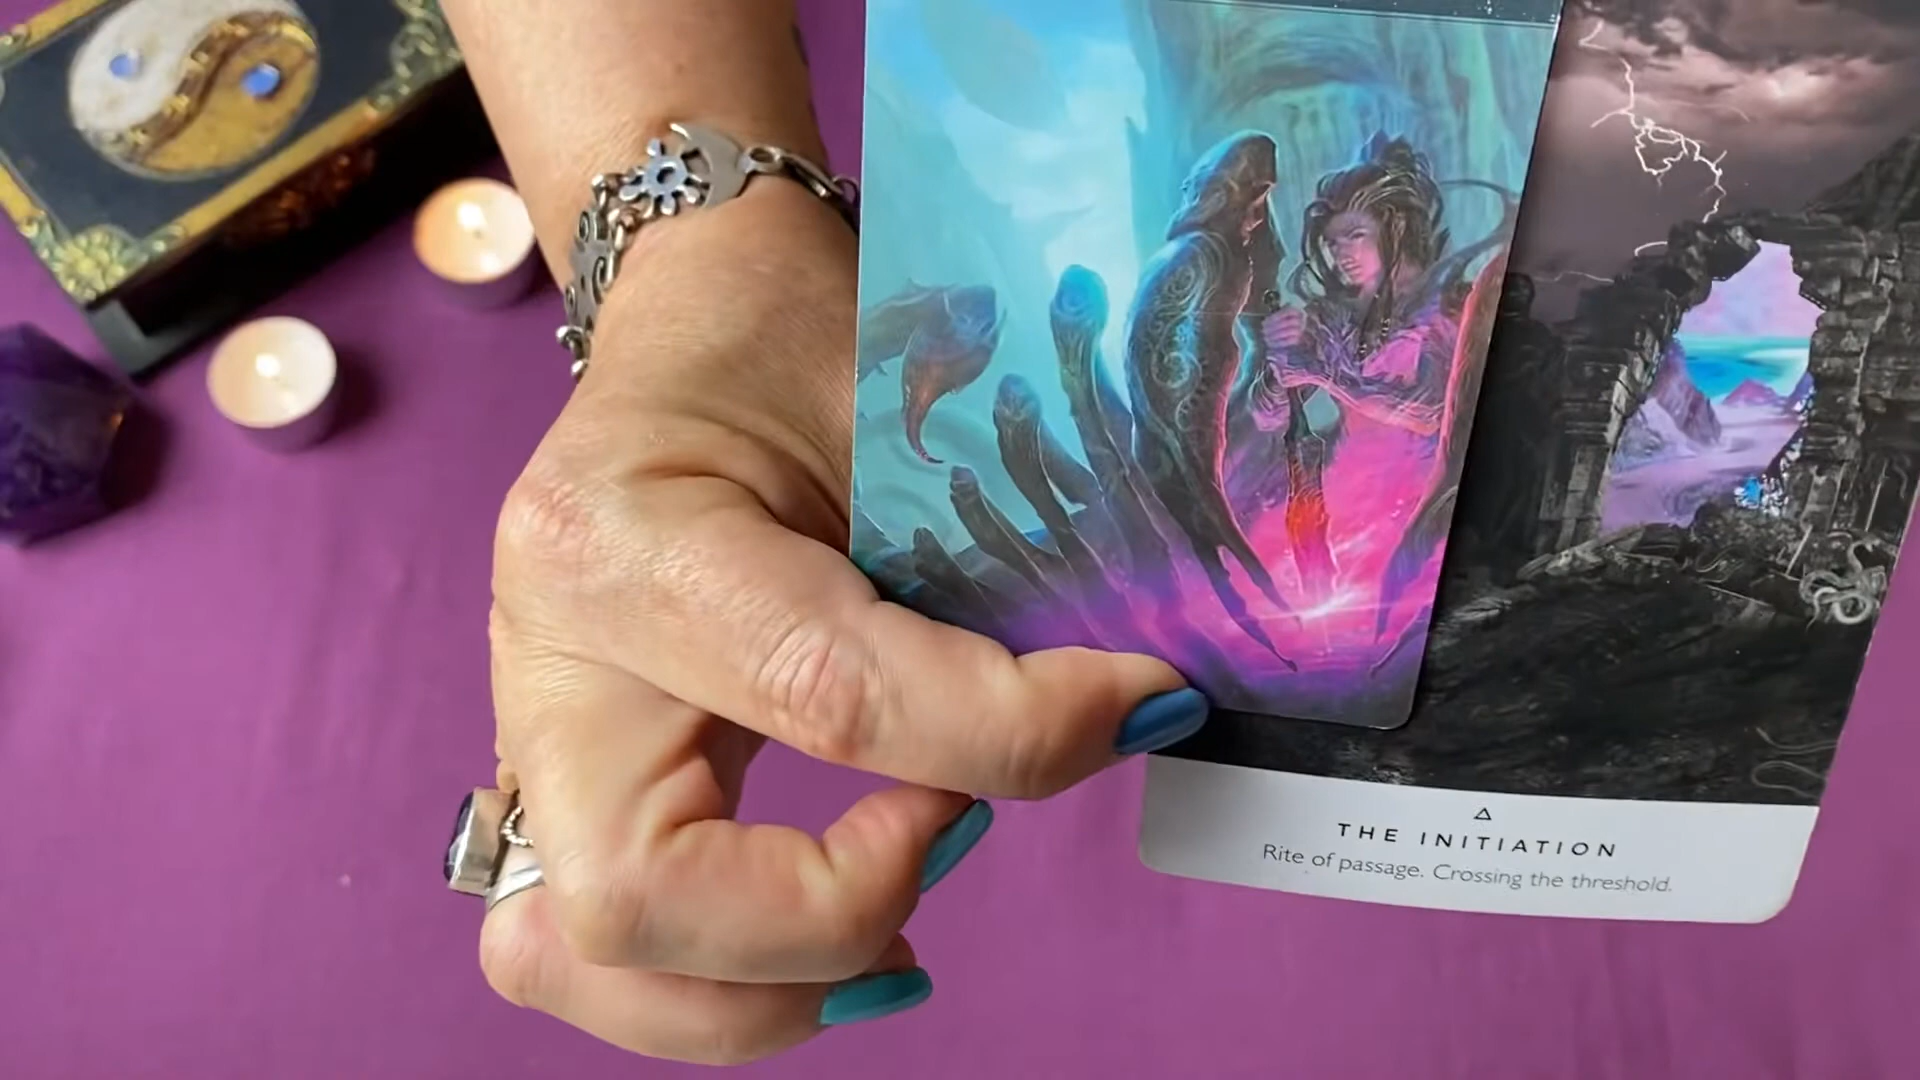 THE INITIATION
Rite of passage. Crossing the threshold.